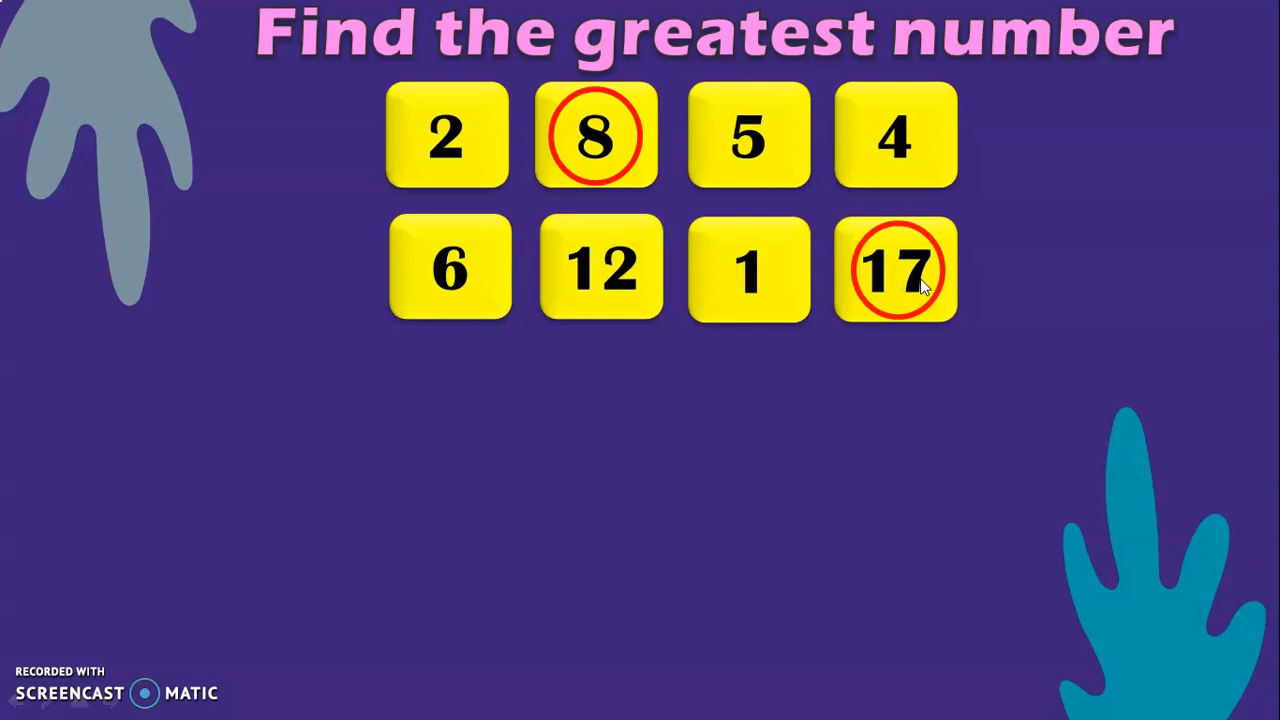 Find the greatest number
2 8 5 4
6 12 1 17
RECORDED WITH
SCREENCAST MATIC